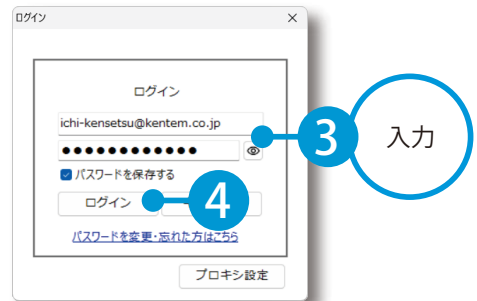 ログイン
ログイン
ichi-kensetsu@kentem.co.jp
●●●●●●●●●●●●
パスワードを保存する
3
入力
ログイン
4
パスワードを変更・忘れた方はこちら
プロキシ設定